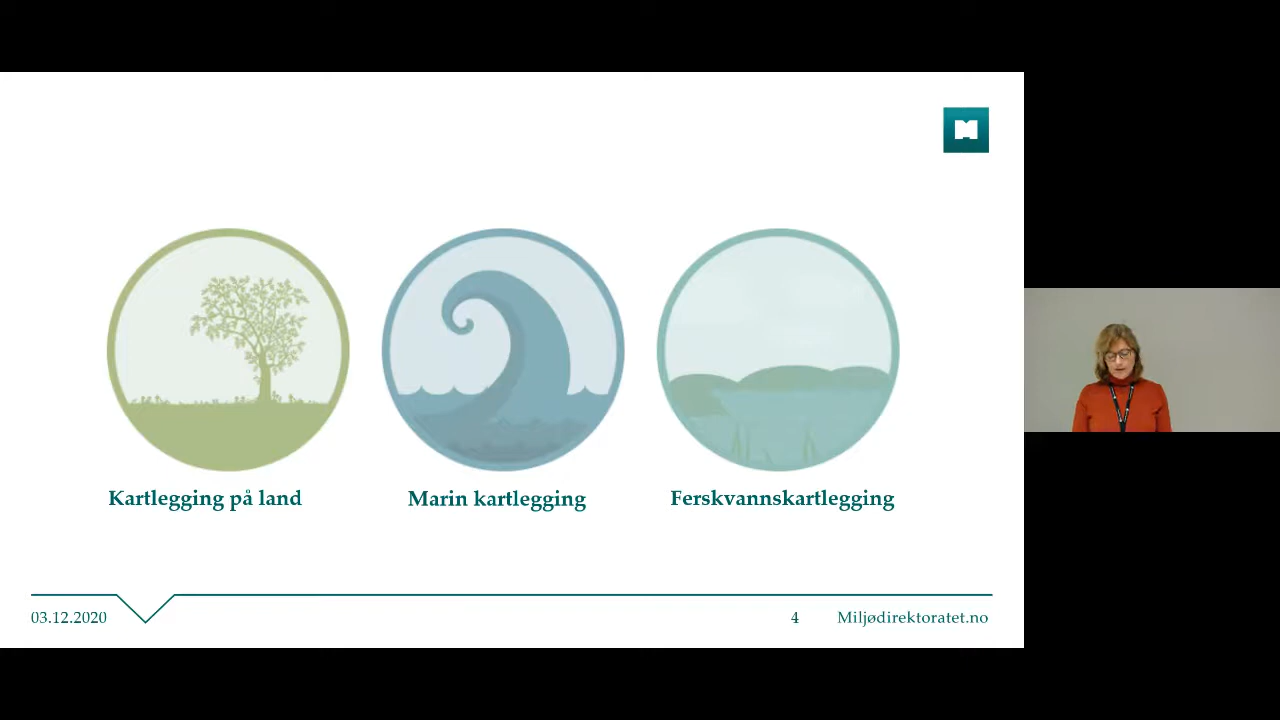 Kartlegging på land
Marin kartlegging
Ferskvannskartlegging
03.12.2020
4
Miljødirektoratet.no